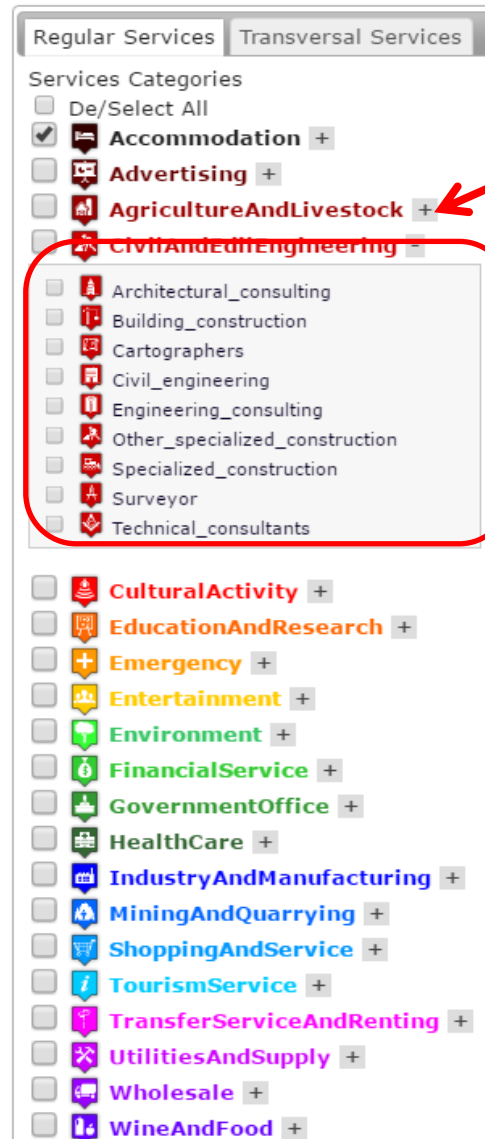 Regular Services Transversal Services
Services Categories
De/Select All
Accommodation +
Advertising +
AgricultureAndLivestock +
CivilAndEdilEngineering -
Architectural_consulting
Building_construction
Cartographers
Civil_engineering
Engineering_consulting
Other_specialized_construction
Specialized_construction
Surveyor
Technical_consultants
CulturalActivity +
EducationAndResearch +
Emergency +
Entertainment +
Environment +
FinancialService +
GovernmentOffice +
HealthCare +
IndustryAndManufacturing +
MiningAndQuarrying +
ShoppingAndService +
TourismService +
TransferServiceAndRenting +
UtilitiesAndSupply +
Wholesale +
WineAndFood +